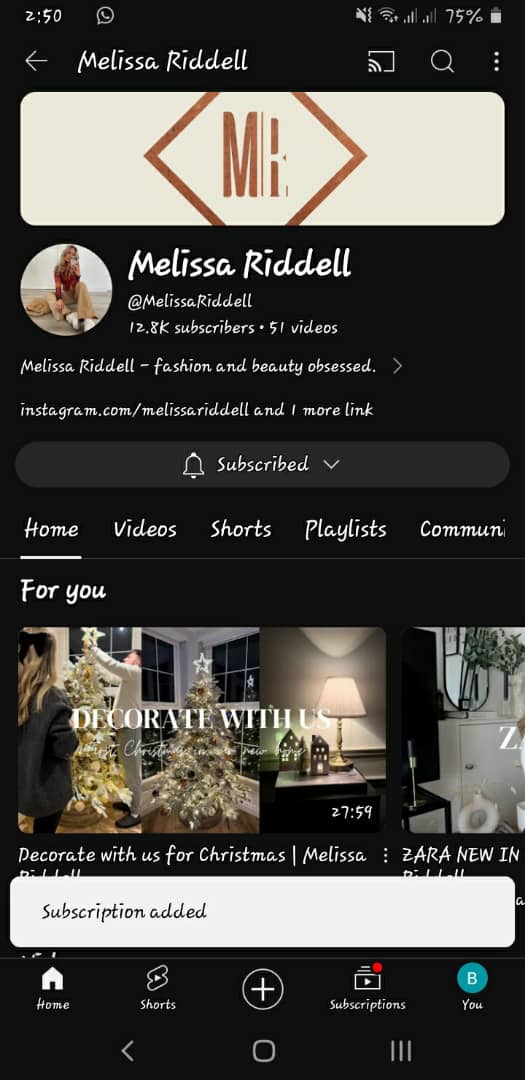 2:50
75%
Melissa Riddell
MR
Melissa Riddell
@MelissaRiddell
12.8K subscribers • 51 videos
Melissa Riddell - fashion and beauty obsessed.
instagram.com/melissariddell and 1 more link
Subscribed
Home Videos Shorts Playlists Communi
For you
DECORATE WITH US
First Christmas in our new home
27:59
Z
Decorate with us for Christmas | Melissa
ZARA NEW IN
Subscription added
Home Shorts Subscriptions You
B